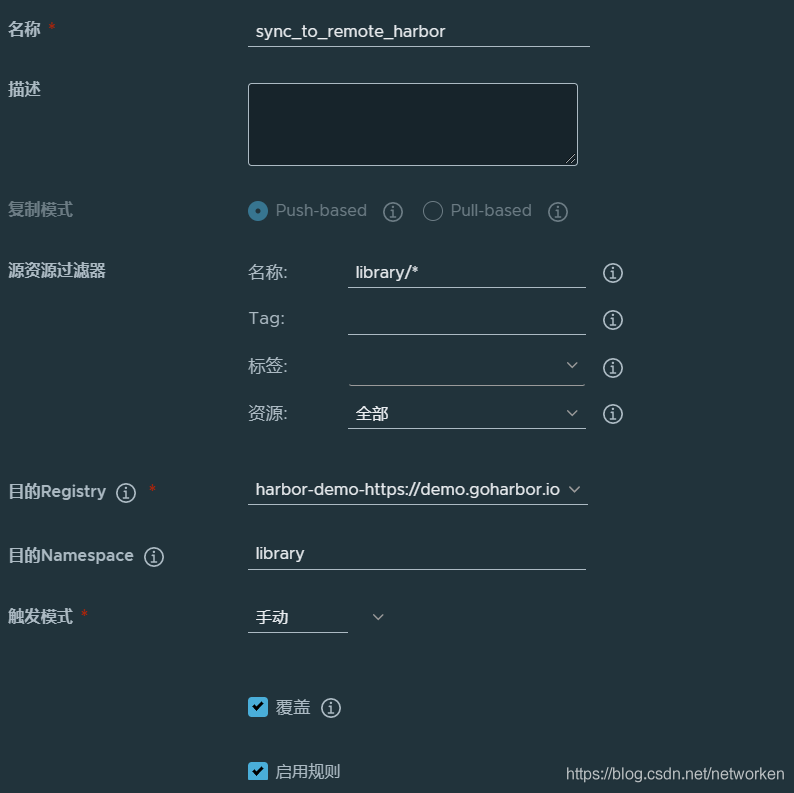 名称 * sync_to_remote_harbor
描述
复制模式 Push-based Pull-based
源资源过滤器 名称: library/*
Tag:
标签:
资源: 全部
目的Registry * harbor-demo-https://demo.goharbor.io
目的Namespace library
触发模式 * 手动
覆盖
启用规则
https://blog.csdn.net/networken